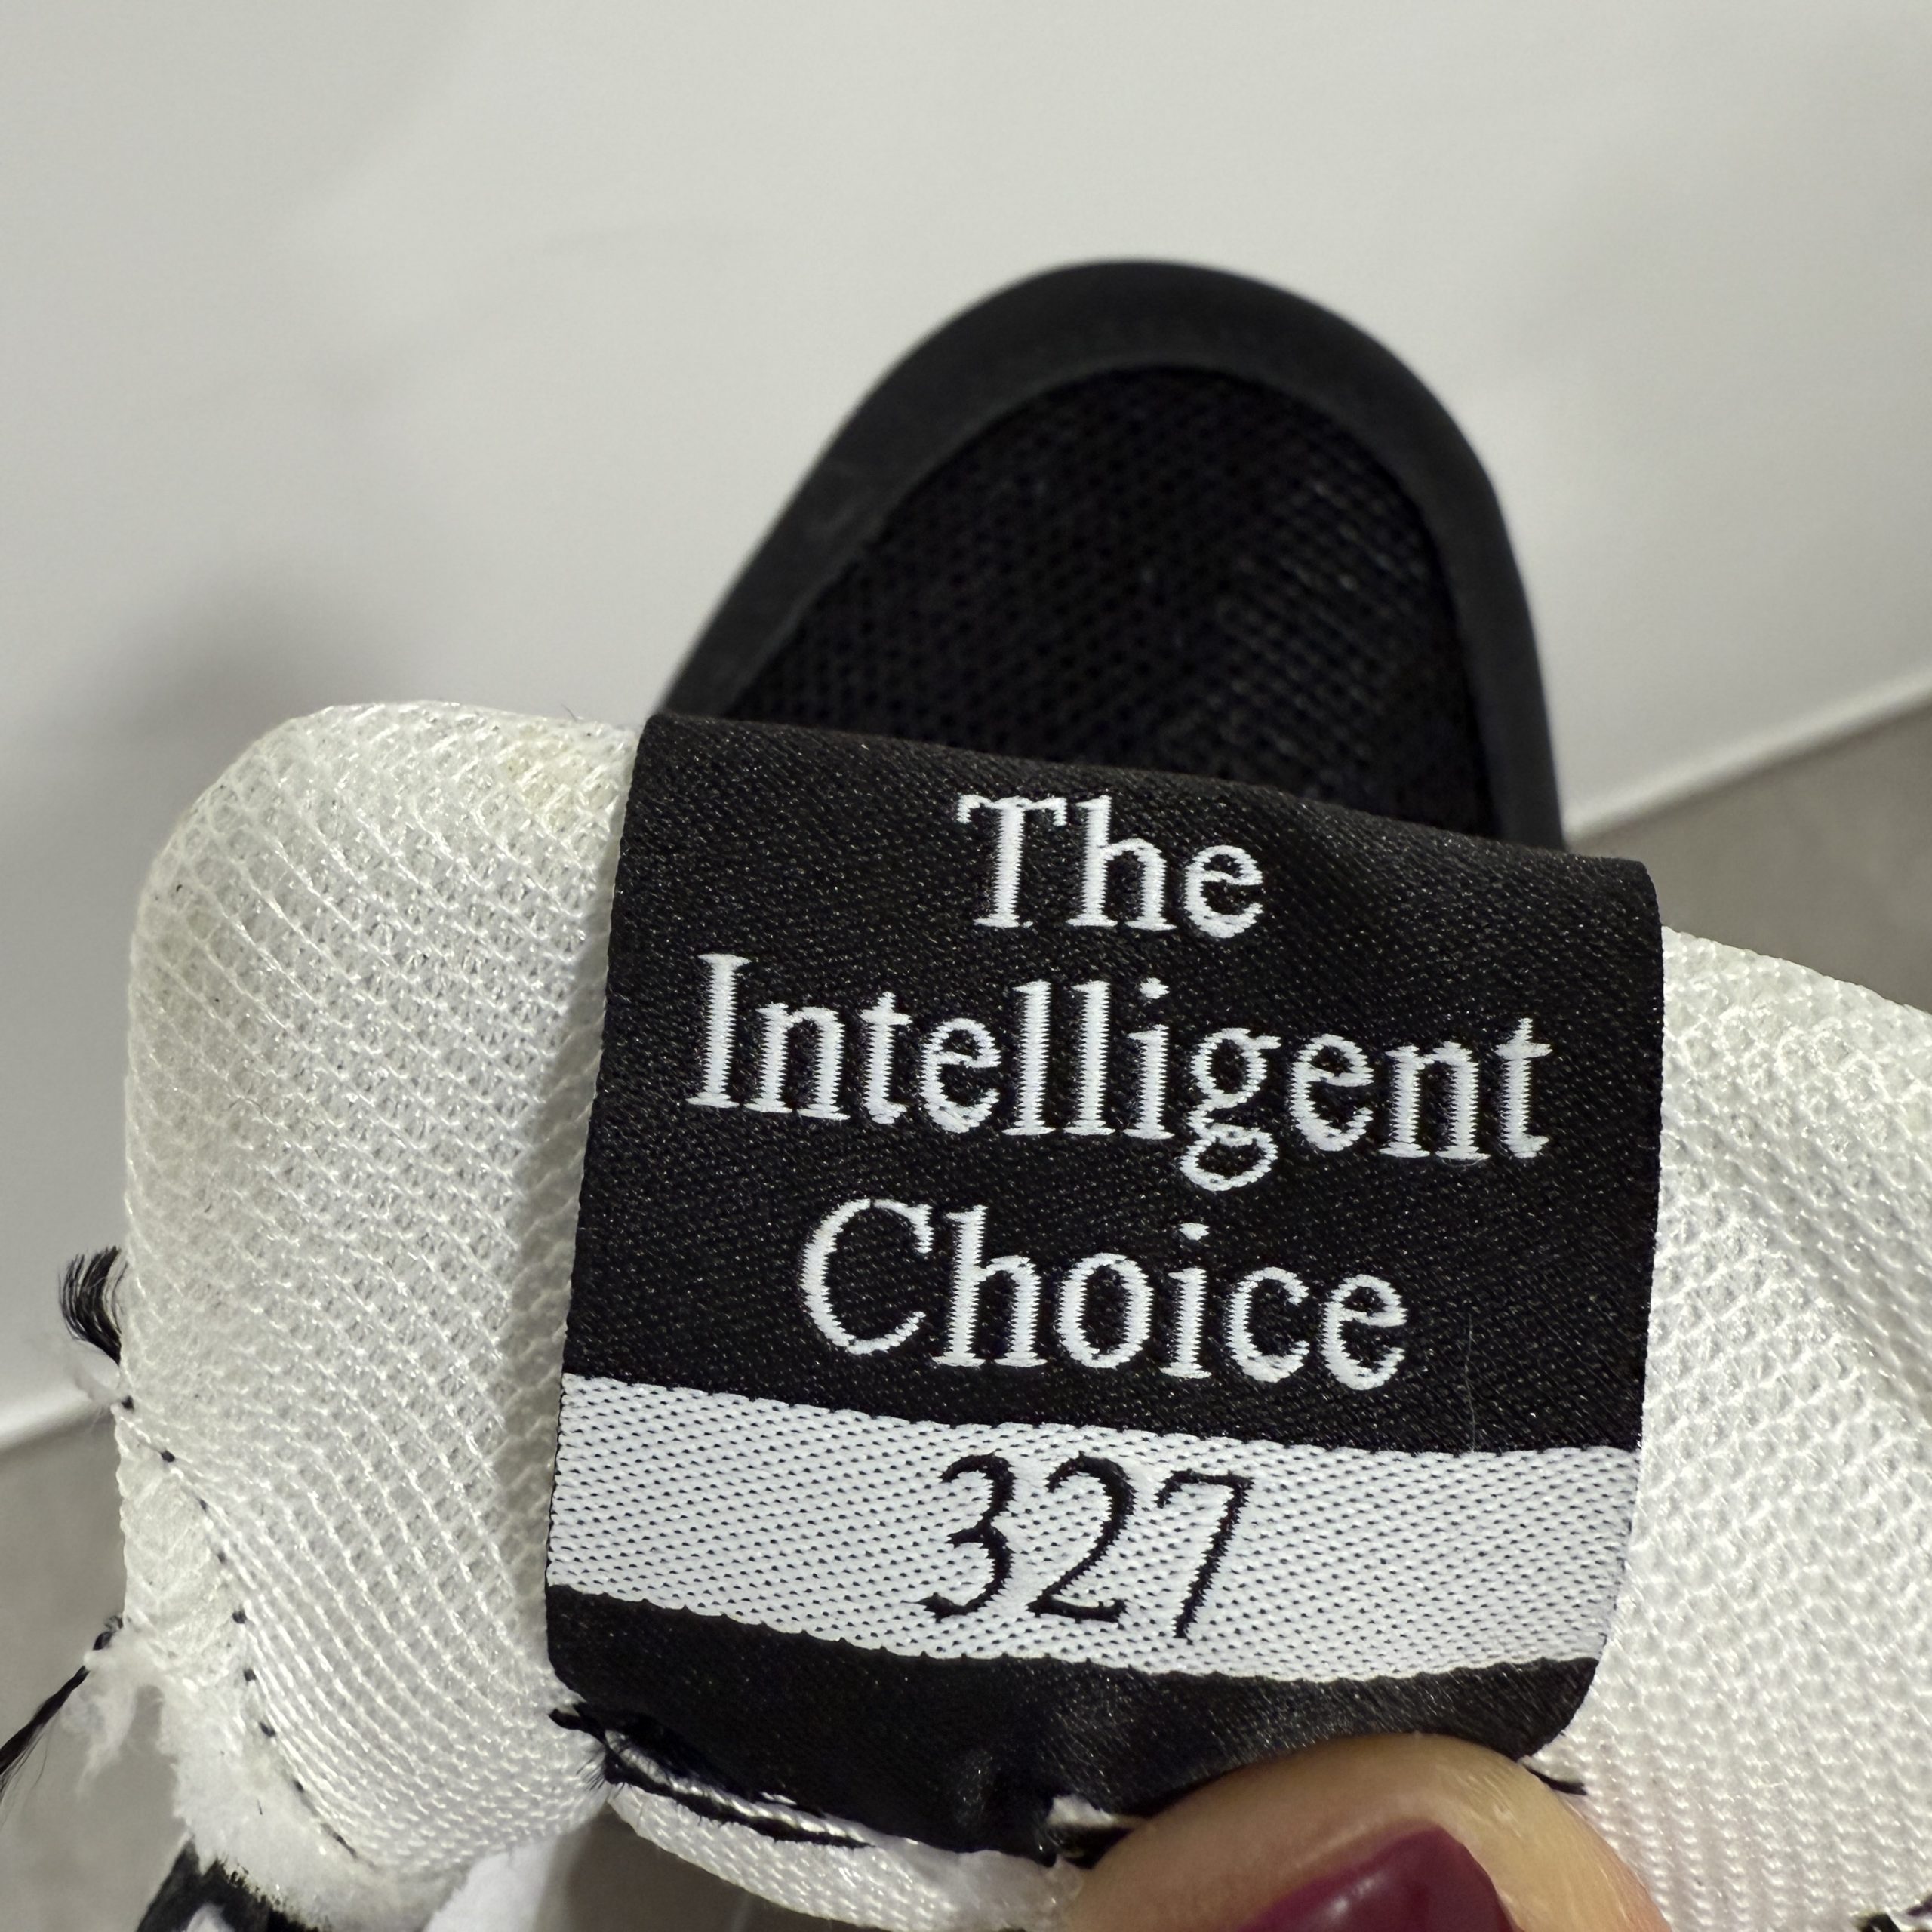 The
Intelligent
Choice
327